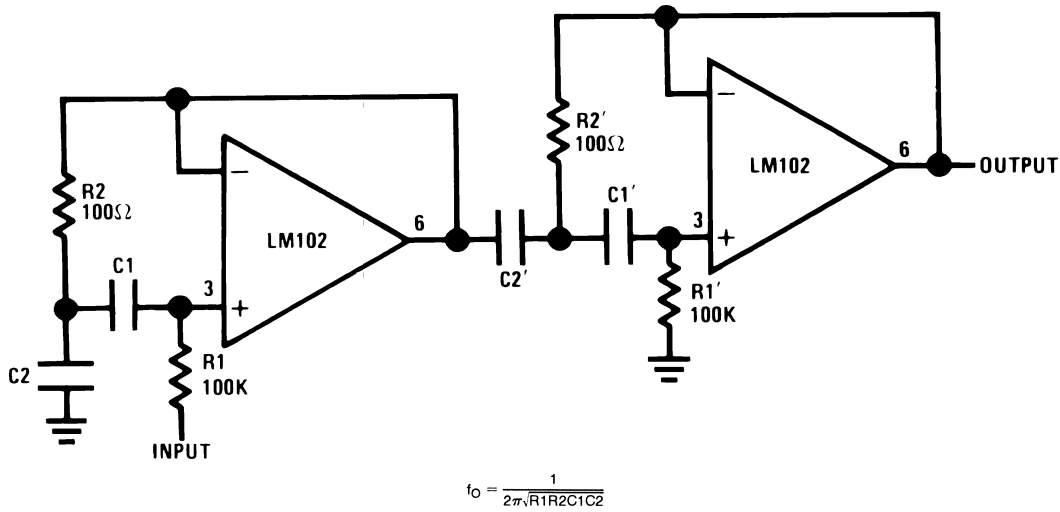 R2'
100Ω
−
LM102
6
OUTPUT
C1'
3
+
R1'
100K
C2'
R2
100Ω
−
LM102
6
C1
3
+
C2
R1
100K
INPUT
fO = 1 / 2π√R1R2C1C2